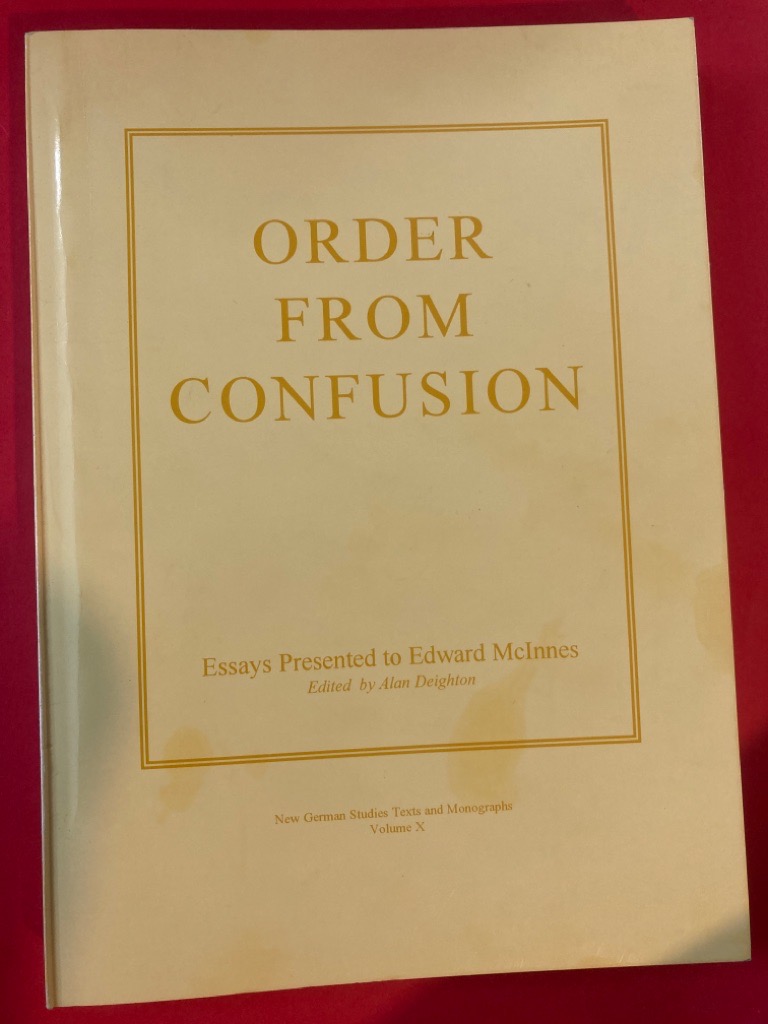 ORDER
FROM
CONFUSION
Essays Presented to Edward McInnes
Edited by Alan Deighton
New German Studies Texts and Monographs
Volume X